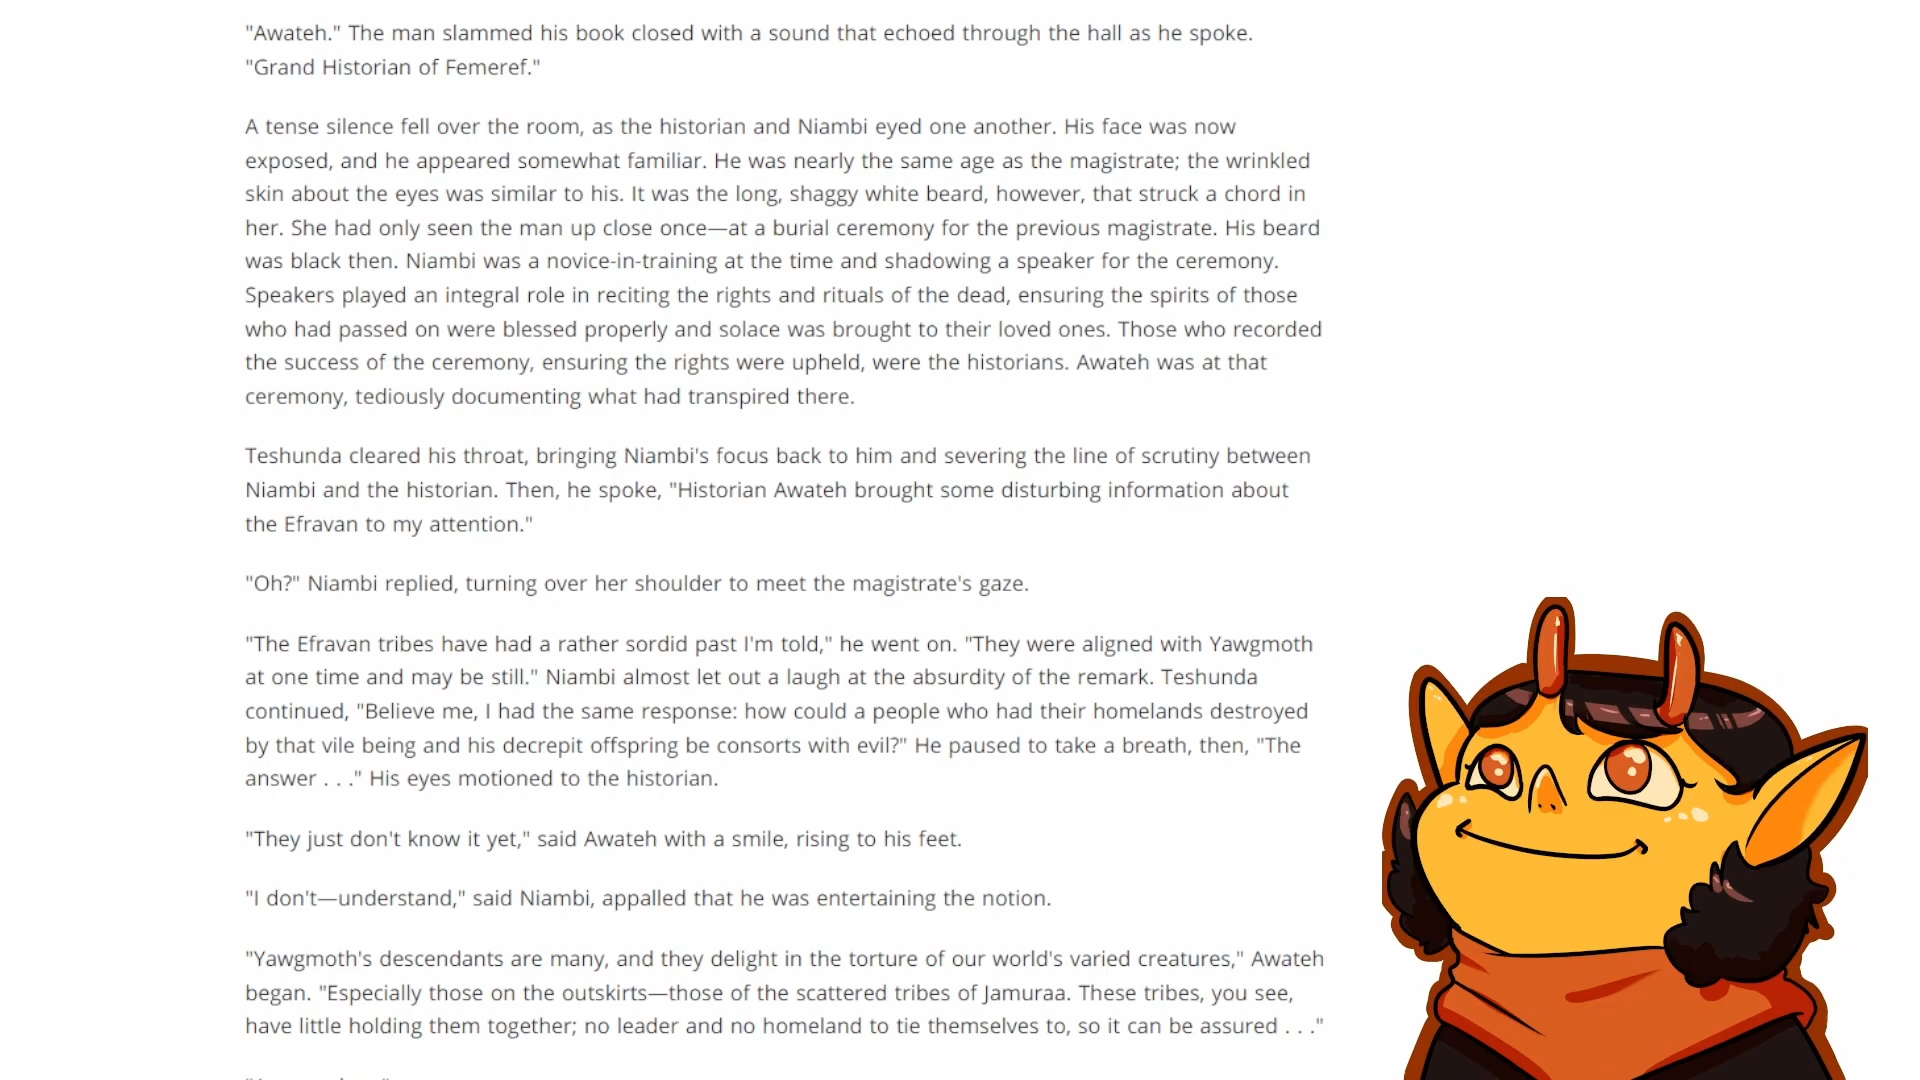 "Awateh." The man slammed his book closed with a sound that echoed through the hall as he spoke.
"Grand Historian of Femeref."
A tense silence fell over the room, as the historian and Niambi eyed one another. His face was now
exposed, and he appeared somewhat familiar. He was nearly the same age as the magistrate; the wrinkled
skin about the eyes was similar to his. It was the long, shaggy white beard, however, that struck a chord in
her. She had only seen the man up close once—at a burial ceremony for the previous magistrate. His beard
was black then. Niambi was a novice-in-training at the time and shadowing a speaker for the ceremony.
Speakers played an integral role in reciting the rights and rituals of the dead, ensuring the spirits of those
who had passed on were blessed properly and solace was brought to their loved ones. Those who recorded
the success of the ceremony, ensuring the rights were upheld, were the historians. Awateh was at that
ceremony, tediously documenting what had transpired there.
Teshunda cleared his throat, bringing Niambi's focus back to him and severing the line of scrutiny between
Niambi and the historian. Then, he spoke, "Historian Awateh brought some disturbing information about
the Efravan to my attention."
"Oh?" Niambi replied, turning over her shoulder to meet the magistrate's gaze.
"The Efravan tribes have had a rather sordid past I'm told," he went on. "They were aligned with Yawgmoth
at one time and may be still." Niambi almost let out a laugh at the absurdity of the remark. Teshunda
continued, "Believe me, I had the same response: how could a people who had their homelands destroyed
by that vile being and his decrepit offspring be consorts with evil?" He paused to take a breath, then, "The
answer . . ." His eyes motioned to the historian.
"They just don't know it yet," said Awateh with a smile, rising to his feet.
"I don't—understand," said Niambi, appalled that he was entertaining the notion.
"Yawgmoth's descendants are many, and they delight in the torture of our world's varied creatures," Awateh
began. "Especially those on the outskirts—those of the scattered tribes of Jamuraa. These tribes, you see,
have little holding them together; no leader and no homeland to tie themselves to, so it can be assured . . ."